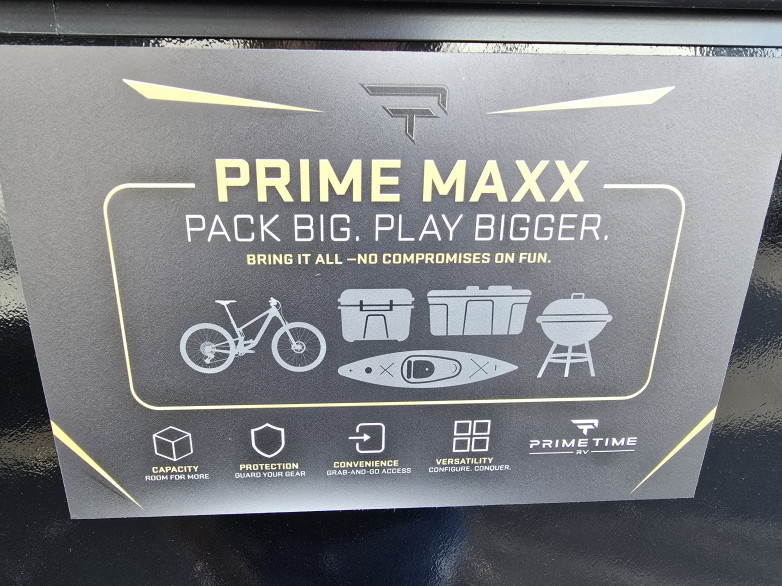 PRIME MAXX
PACK BIG. PLAY BIGGER.
BRING IT ALL –NO COMPROMISES ON FUN.
CAPACITY
ROOM FOR MORE
PROTECTION
GUARD YOUR GEAR
CONVENIENCE
GRAB-AND-GO ACCESS
VERSATILITY
CONFIGURE. CONQUER.
PRIME TIME
RV